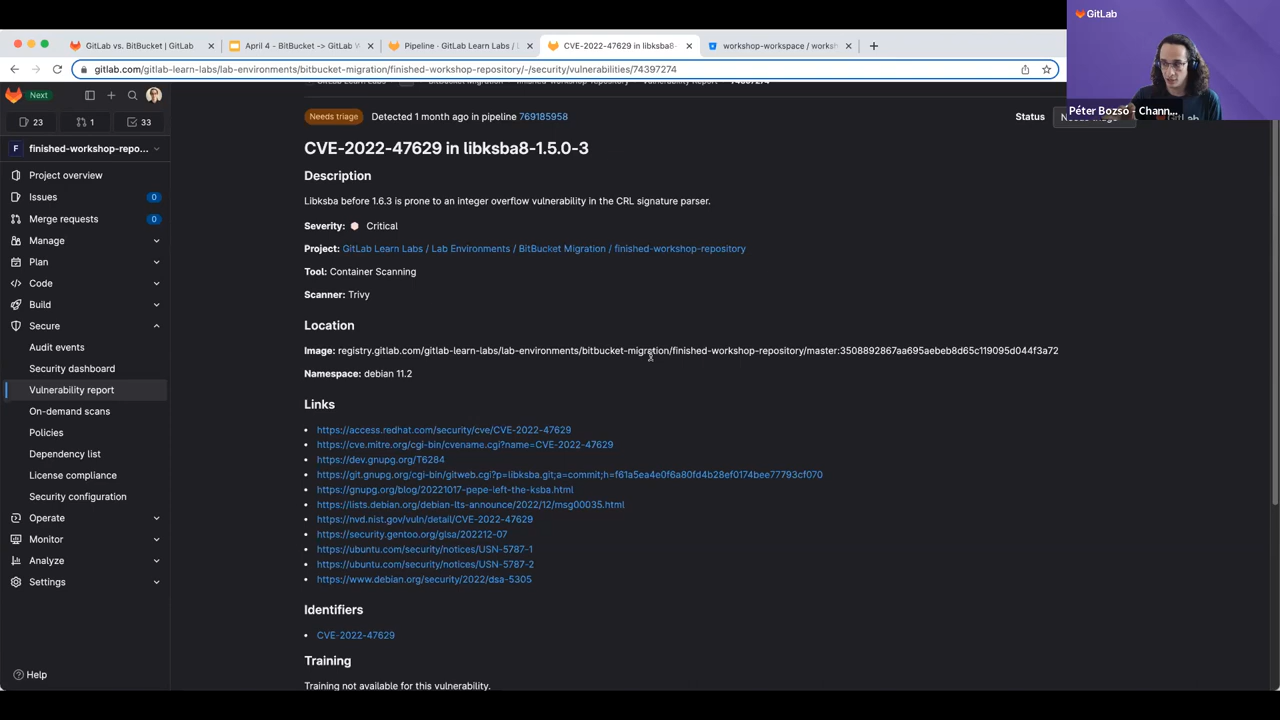 GitLab
GitLab vs. BitBucket | GitLab
April 4 - BitBucket -> GitLab W
Pipeline · GitLab Learn Labs /
CVE-2022-47629 in libksba8-
workshop-workspace / worksh
gitlab.com/gitlab-learn-labs/lab-environments/bitbucket-migration/finished-workshop-repository/-/security/vulnerabilities/74397274
Péter Bozsó - Chann...
Next
23
1
33
finished-workshop-repo...
Project overview
Issues
0
Merge requests
0
Manage
Plan
Code
Build
Secure
Audit events
Security dashboard
Vulnerability report
On-demand scans
Policies
Dependency list
License compliance
Security configuration
Operate
Monitor
Analyze
Settings
Help
Needs triage
Detected 1 month ago in pipeline 769185958
Status
CVE-2022-47629 in libksba8-1.5.0-3
Description
Libksba before 1.6.3 is prone to an integer overflow vulnerability in the CRL signature parser.
Severity: Critical
Project: GitLab Learn Labs / Lab Environments / BitBucket Migration / finished-workshop-repository
Tool: Container Scanning
Scanner: Trivy
Location
Image: registry.gitlab.com/gitlab-learn-labs/lab-environments/bitbucket-migration/finished-workshop-repository/master:3508892867aa695aebeb8d65c119095d044f3a72
Namespace: debian 11.2
Links
https://access.redhat.com/security/cve/CVE-2022-47629
https://cve.mitre.org/cgi-bin/cvename.cgi?name=CVE-2022-47629
https://dev.gnupg.org/T6284
https://git.gnupg.org/cgi-bin/gitweb.cgi?p=libksba.git;a=commit;h=f61a5ea4e0f6a80fd4b28ef0174bee77793cf070
https://gnupg.org/blog/20221017-pepe-left-the-ksba.html
https://lists.debian.org/debian-lts-announce/2022/12/msg00035.html
https://nvd.nist.gov/vuln/detail/CVE-2022-47629
https://security.gentoo.org/glsa/202212-07
https://ubuntu.com/security/notices/USN-5787-1
https://ubuntu.com/security/notices/USN-5787-2
https://www.debian.org/security/2022/dsa-5305
Identifiers
CVE-2022-47629
Training
Training not available for this vulnerability.